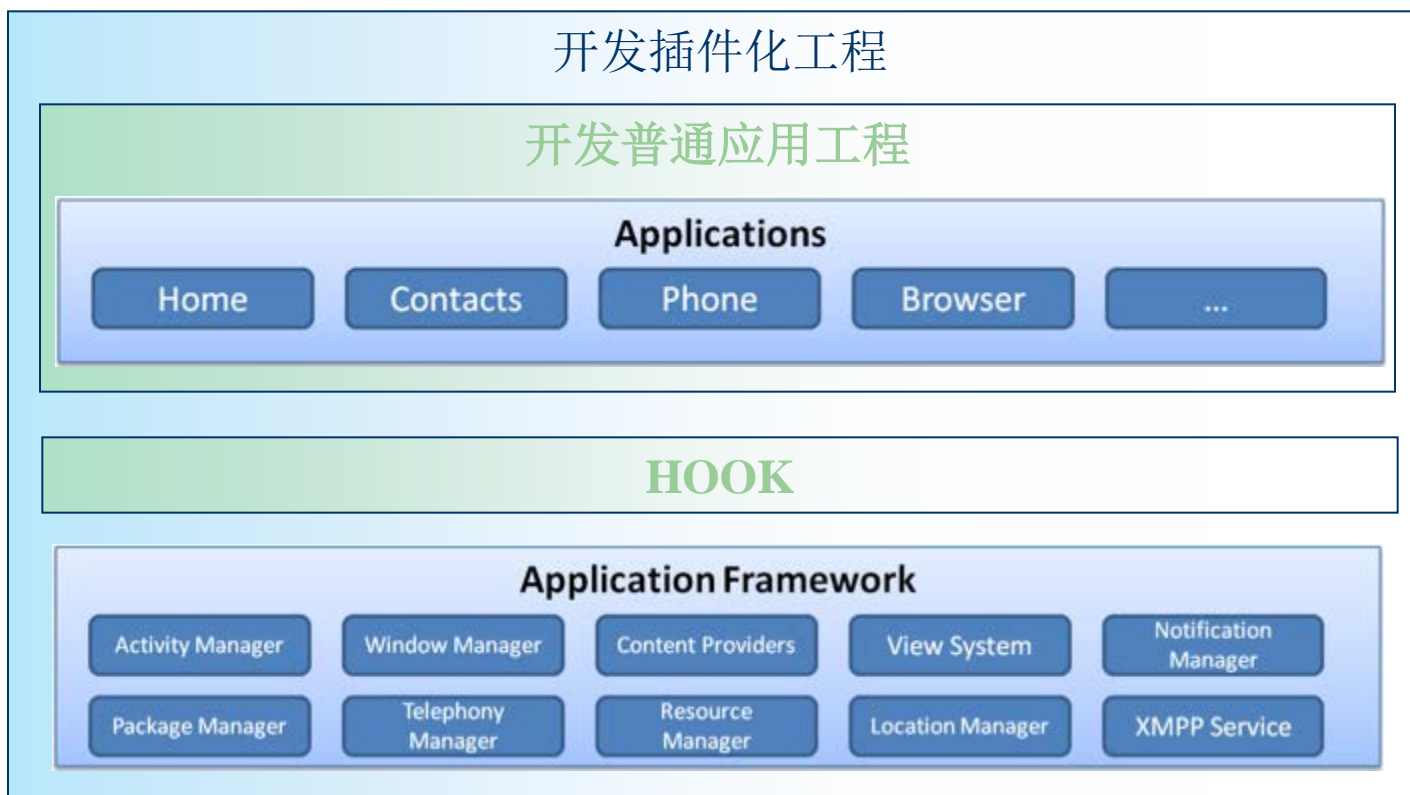 开发插件化工程
开发普通应用工程
Applications
Home
Contacts
Phone
Browser
...
HOOK
Application Framework
Activity Manager
Window Manager
Content Providers
View System
Notification
Manager
Package Manager
Telephony
Manager
Resource
Manager
Location Manager
XMPP Service